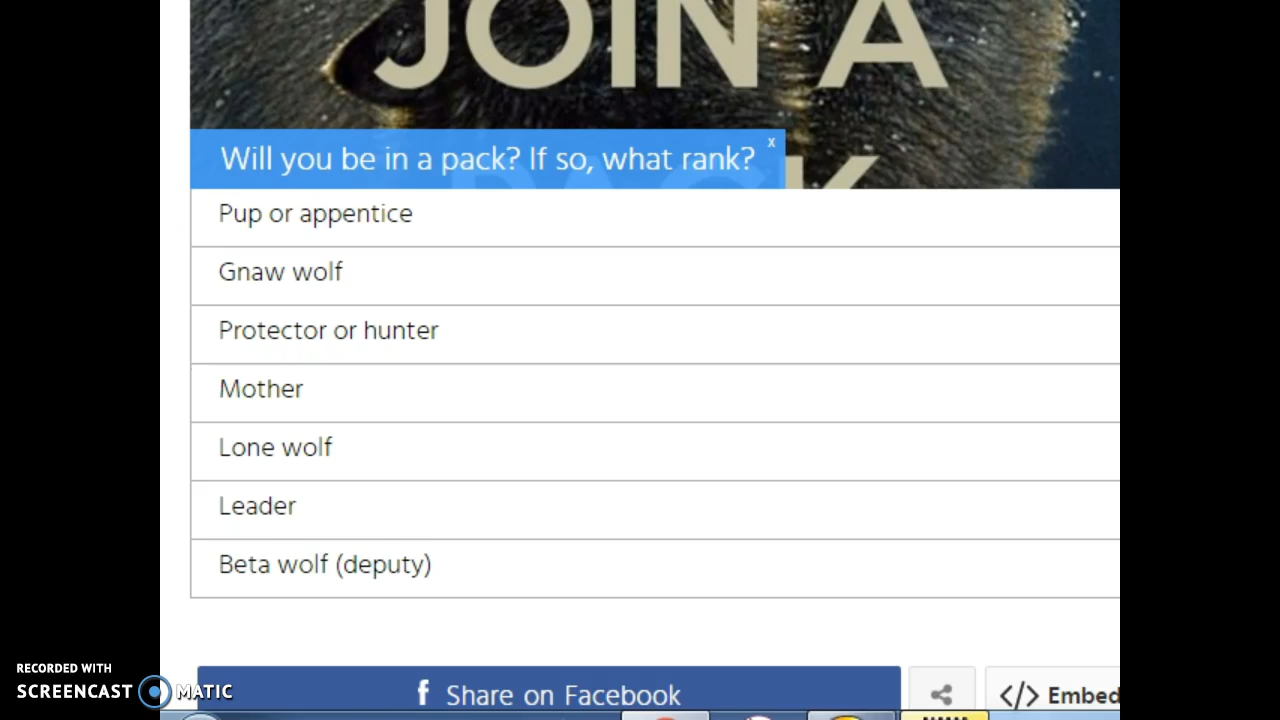 JOIN A
PACK
Will you be in a pack? If so, what rank?
x
Pup or appentice
Gnaw wolf
Protector or hunter
Mother
Lone wolf
Leader
Beta wolf (deputy)
f Share on Facebook
</> Embed
RECORDED WITH
SCREENCAST MATIC